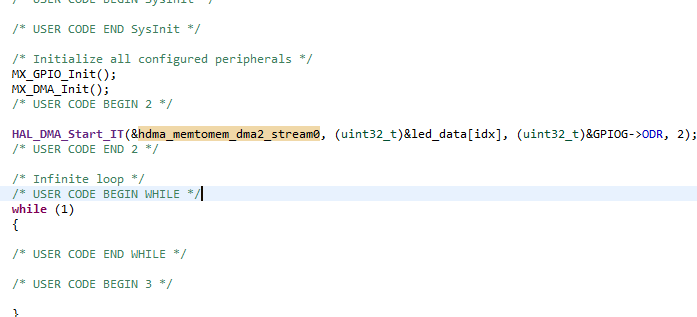 /* USER CODE BEGIN SysInit */
/* USER CODE END SysInit */
/* Initialize all configured peripherals */
MX_GPIO_Init();
MX_DMA_Init();
/* USER CODE BEGIN 2 */
HAL_DMA_Start_IT(&hdma_memtomem_dma2_stream0, (uint32_t)&led_data[idx], (uint32_t)&GPIOG->ODR, 2);
/* USER CODE END 2 */
/* Infinite loop */
/* USER CODE BEGIN WHILE */
while (1)
{
/* USER CODE END WHILE */
/* USER CODE BEGIN 3 */
}